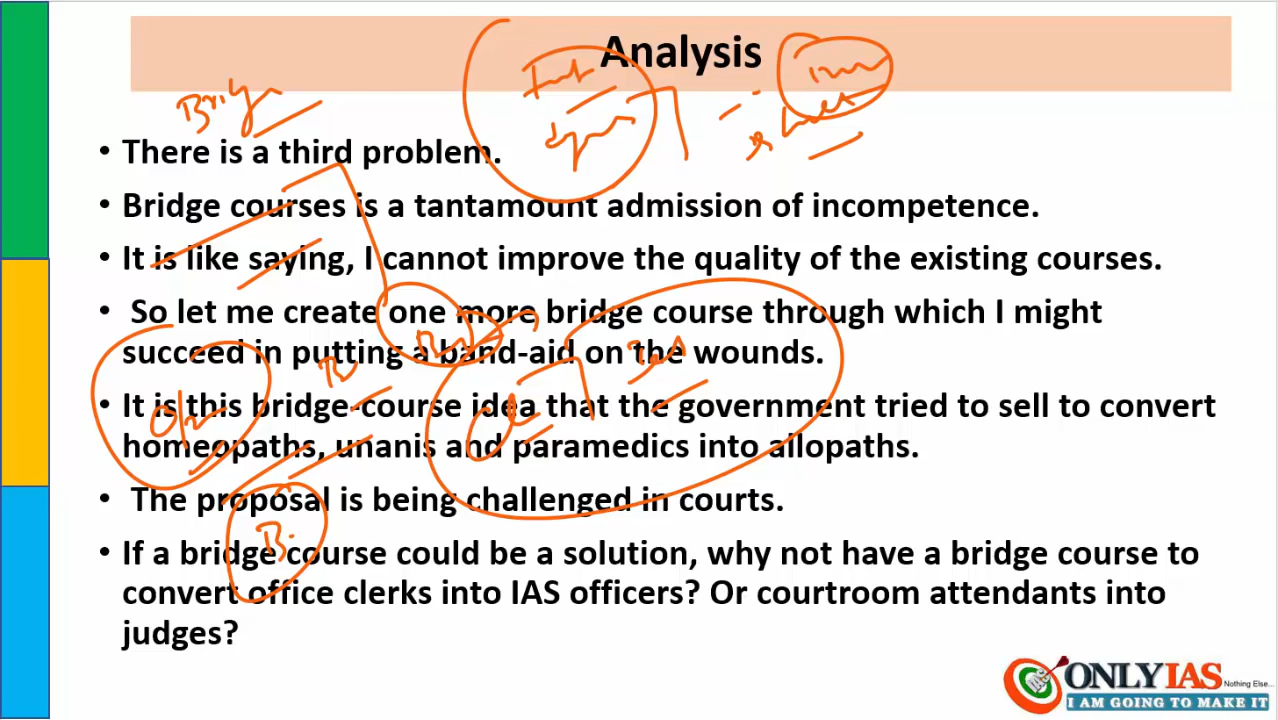 Analysis
• There is a third problem.
• Bridge courses is a tantamount admission of incompetence.
• It is like saying, I cannot improve the quality of the existing courses.
• So let me create one more bridge course through which I might
succeed in putting a band-aid on the wounds.
• It is this bridge-course idea that the government tried to sell to convert
homeopaths, unanis and paramedics into allopaths.
• The proposal is being challenged in courts.
• If a bridge course could be a solution, why not have a bridge course to
convert office clerks into IAS officers? Or courtroom attendants into
judges?
ONLY IAS
Nothing Else...
I AM GOING TO MAKE IT